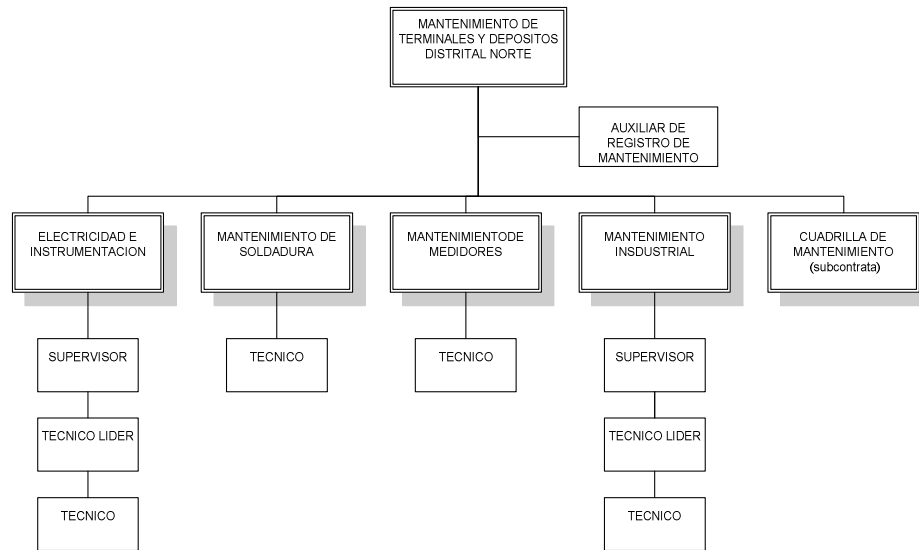 MANTENIMIENTO DE
TERMINALES Y DEPOSITOS
DISTRITAL NORTE
AUXILIAR DE
REGISTRO DE
MANTENIMIENTO
ELECTRICIDAD E
INSTRUMENTACION
MANTENIMIENTO DE
SOLDADURA
MANTENIMIENTODE
MEDIDORES
MANTENIMIENTO
INSDUSTRIAL
CUADRILLA DE
MANTENIMIENTO
(subcontrata)
SUPERVISOR
TECNICO
TECNICO
SUPERVISOR
TECNICO LIDER
TECNICO LIDER
TECNICO
TECNICO